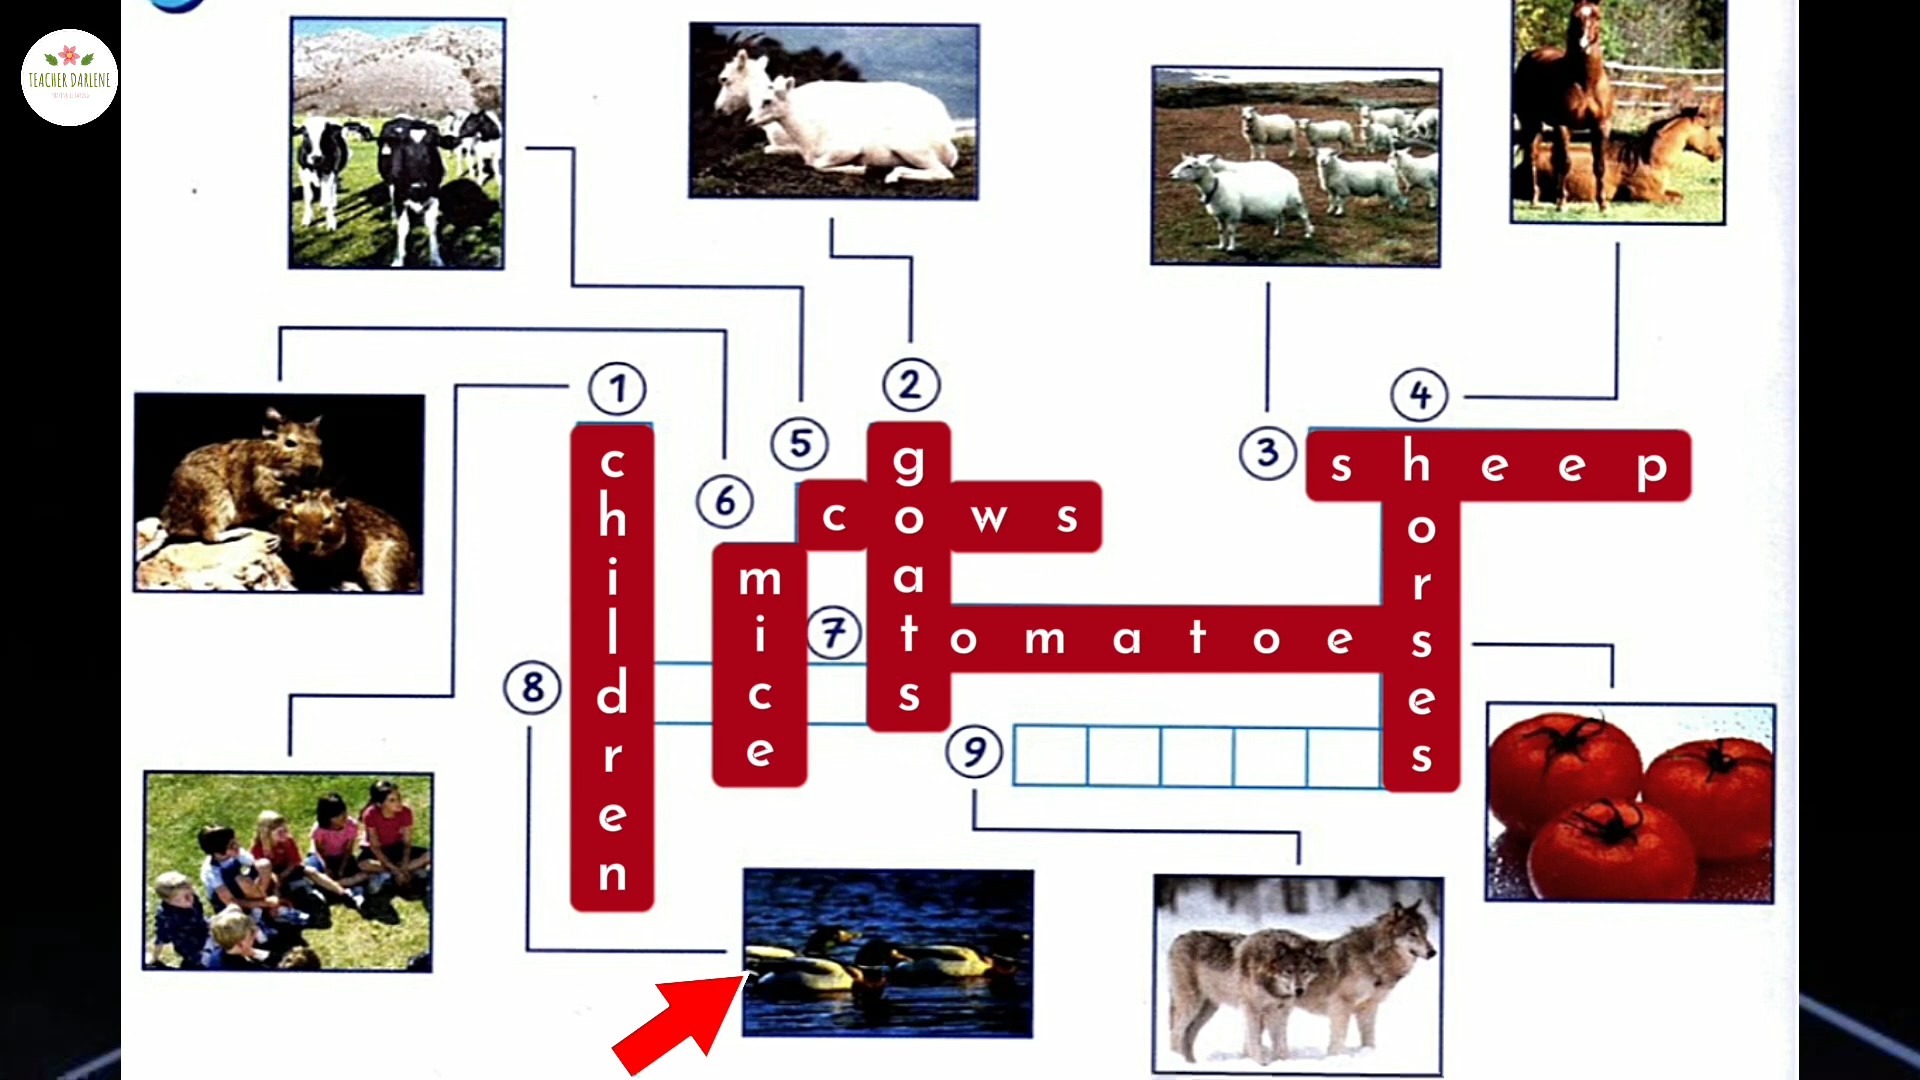 TEACHER DARLENE
1
2
3
4
5
6
7
8
9
c
h
i
l
d
r
e
n
g
o
a
t
s
s h e e p
o
r
s
e
s
c o w s
m
i
c
e
t o m a t o e s